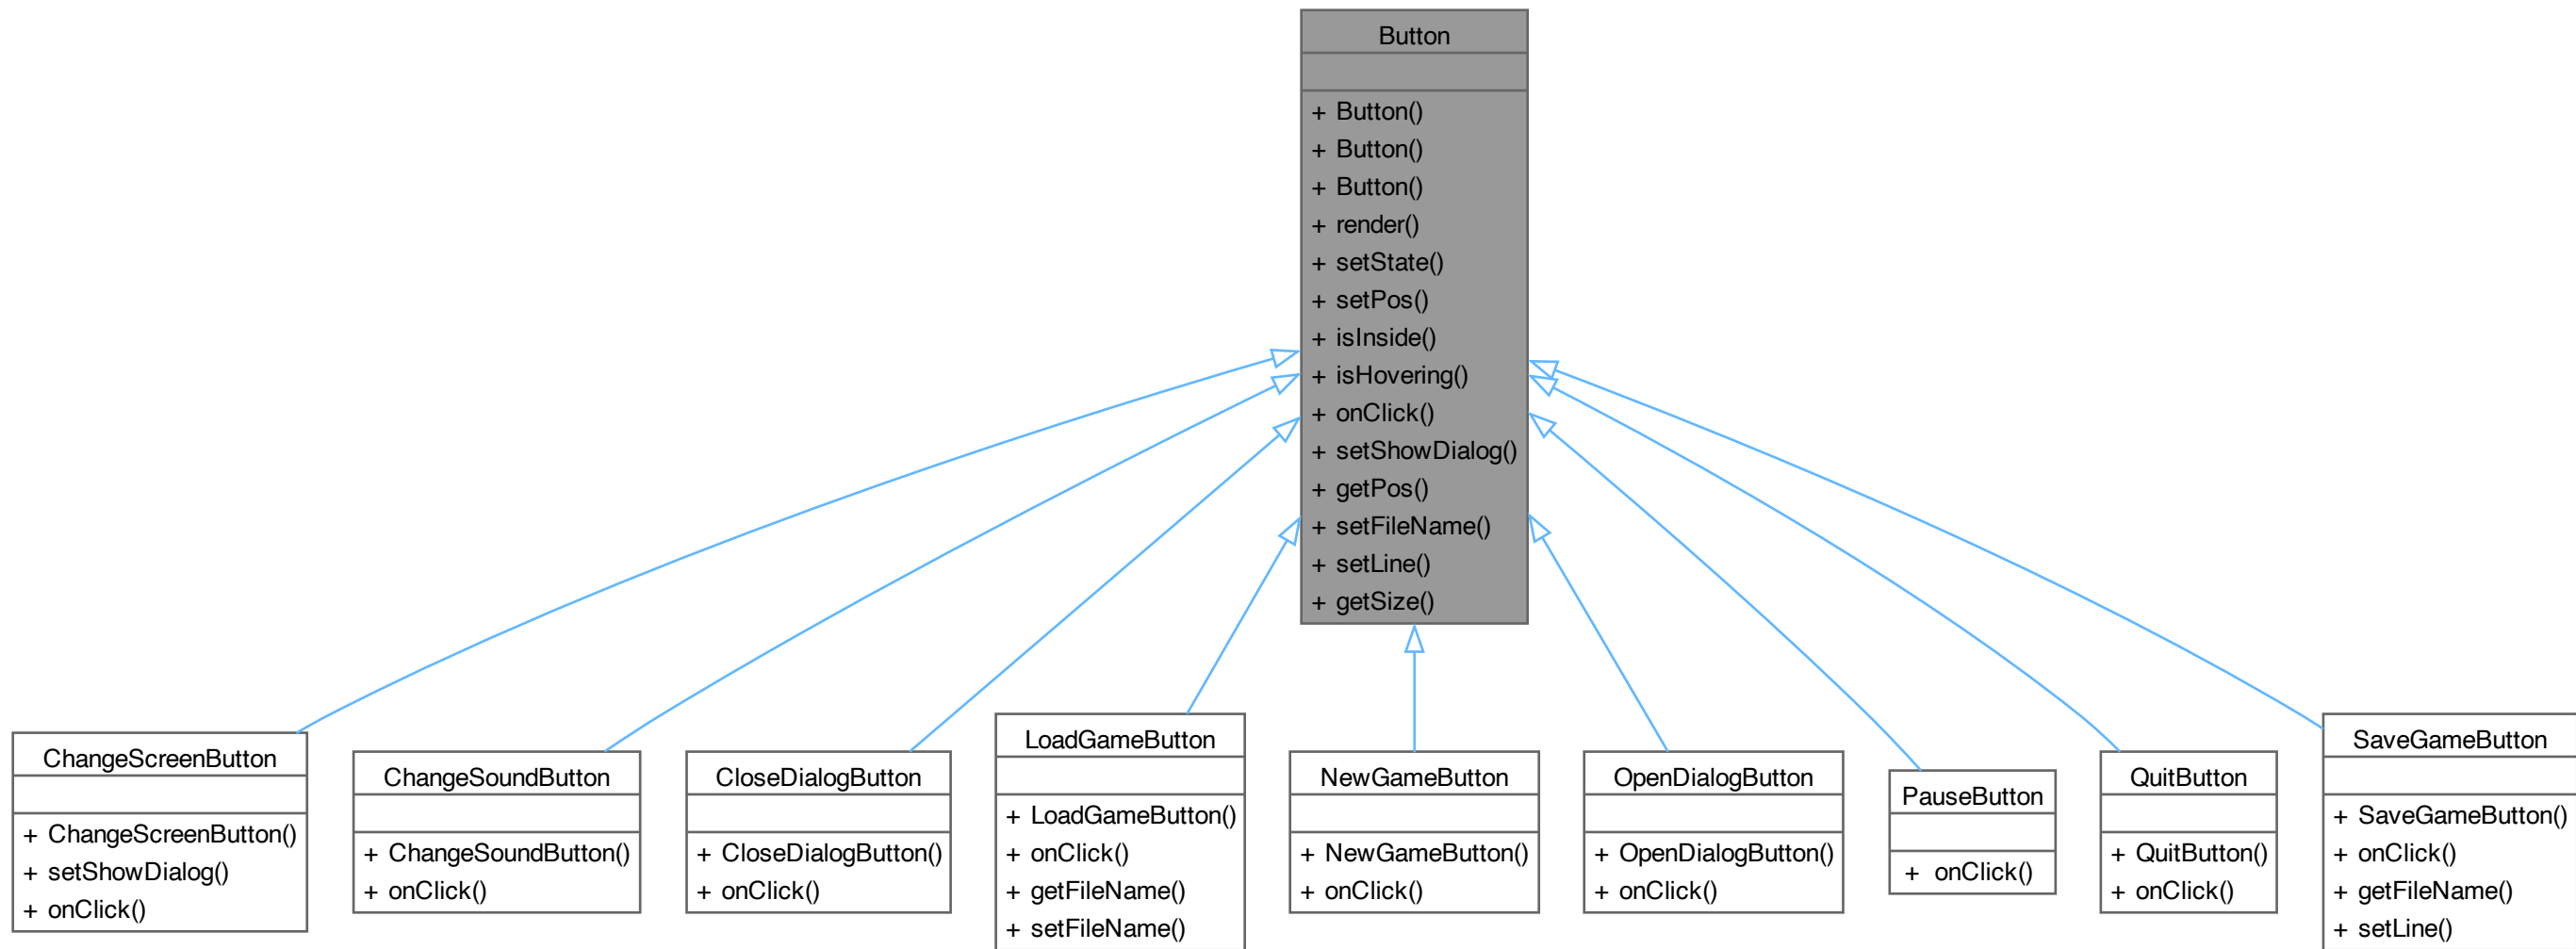 Button
+ Button()
+ Button()
+ Button()
+ render()
+ setState()
+ setPos()
+ isInside()
+ isHovering()
+ onClick()
+ setShowDialog()
+ getPos()
+ setFileName()
+ setLine()
+ getSize()
ChangeScreenButton
+ ChangeScreenButton()
+ setShowDialog()
+ onClick()
ChangeSoundButton
+ ChangeSoundButton()
+ onClick()
CloseDialogButton
+ CloseDialogButton()
+ onClick()
LoadGameButton
+ LoadGameButton()
+ onClick()
+ getFileName()
+ setFileName()
NewGameButton
+ NewGameButton()
+ onClick()
OpenDialogButton
+ OpenDialogButton()
+ onClick()
PauseButton
+ onClick()
QuitButton
+ QuitButton()
+ onClick()
SaveGameButton
+ SaveGameButton()
+ onClick()
+ getFileName()
+ setLine()